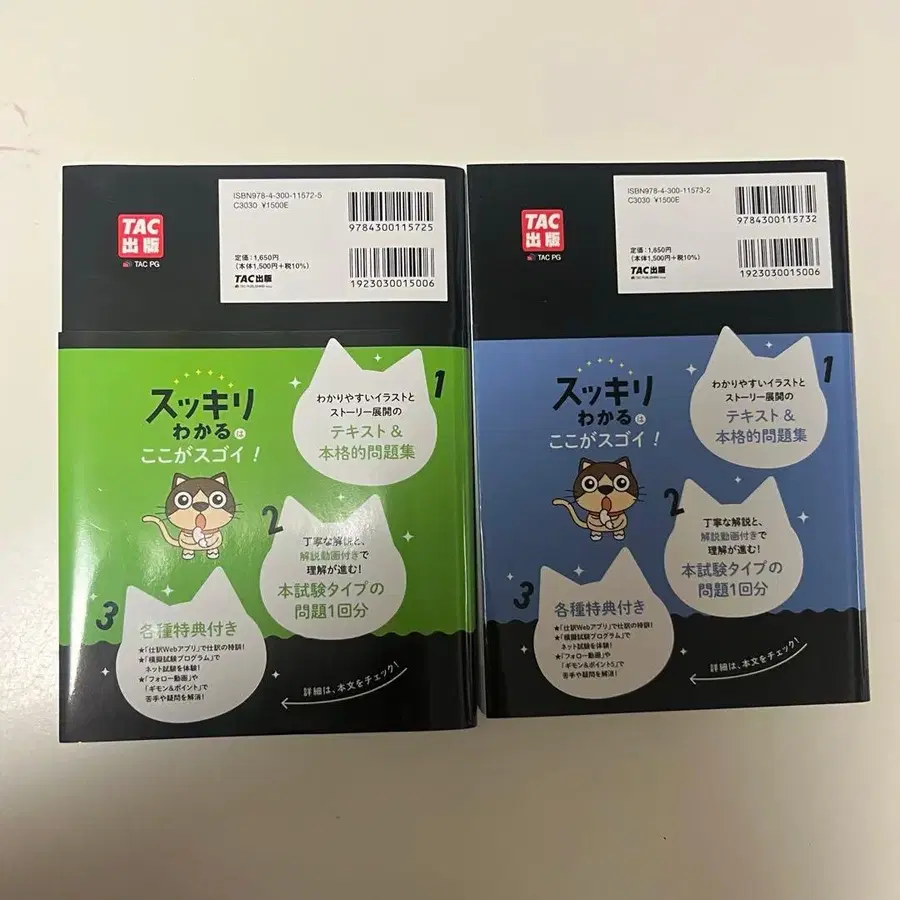 TAC
出版
TAC PG
ISBN978-4-300-11572-5
C3030 ¥1500E
定価:1,650円
(本体1,500円+税10%)
TAC出版
9784300115725
1923030015006
スッキリ
わかるは
ここがスゴイ!
1
わかりやすいイラストと
ストーリー展開の
テキスト&
本格的問題集
2
丁寧な解説と、
解説動画付きで
理解が進む!
本試験タイプの
問題1回分
3
各種特典付き
★「仕訳Webアプリ」で仕訳の特訓!
★「模擬試験プログラム」で
ネット試験を体験!
★「フォロー動画」や
「ギモン&ポイント」で
苦手や疑問を解消!
詳細は、本文をチェック!
TAC
出版
TAC PG
ISBN978-4-300-11573-2
C3030 ¥1500E
定価:1,650円
(本体1,500円+税10%)
TAC出版
9784300115732
1923030015006
スッキリ
わかるは
ここがスゴイ!
1
わかりやすいイラストと
ストーリー展開の
テキスト&
本格的問題集
2
丁寧な解説と、
解説動画付きで
理解が進む!
本試験タイプの
問題1回分
3
各種特典付き
★「仕訳Webアプリ」で仕訳の特訓!
★「模擬試験プログラム」で
ネット試験を体験!
★「フォロー動画」や
「ギモン&ポイント5」で
苦手や疑問を解消!
詳細は、本文をチェック!